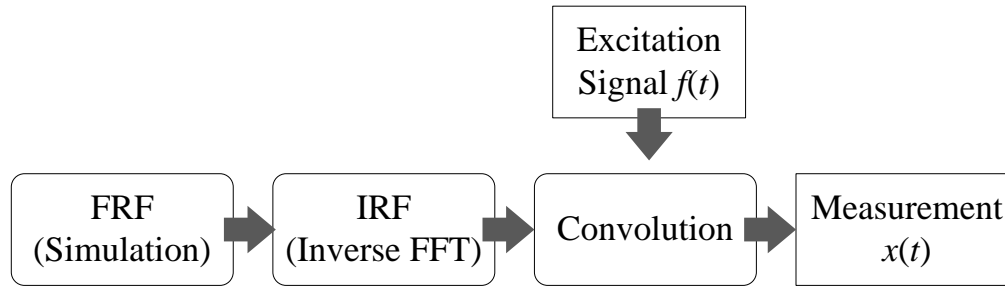 Excitation
Signal f(t)
FRF
(Simulation)
IRF
(Inverse FFT)
Convolution
Measurement
x(t)